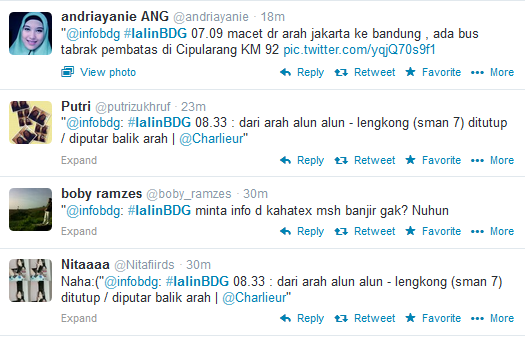 andriayanie ANG @andriayanie · 18m
"@infobdg #lalinBDG 07.09 macet dr arah jakarta ke bandung , ada bus
tabrak pembatas di Cipularang KM 92 pic.twitter.com/yqjQ70s9f1
View photo Reply Retweet Favorite More
Putri @putrizukhruf · 23m
"@infobdg: #lalinBDG 08.33 : dari arah alun alun - lengkong (sman 7) ditutup
/ diputar balik arah | @Charlieur"
Expand Reply Retweet Favorite More
boby ramzes @boby_ramzes · 30m
"@infobdg: #lalinBDG minta info d kahatex msh banjir gak? Nuhun
Expand Reply Retweet Favorite More
Nitaaaa @Nitafiirds · 30m
Naha:("@infobdg: #lalinBDG 08.33 : dari arah alun alun - lengkong (sman 7)
ditutup / diputar balik arah | @Charlieur"
Expand Reply Retweet Favorite More